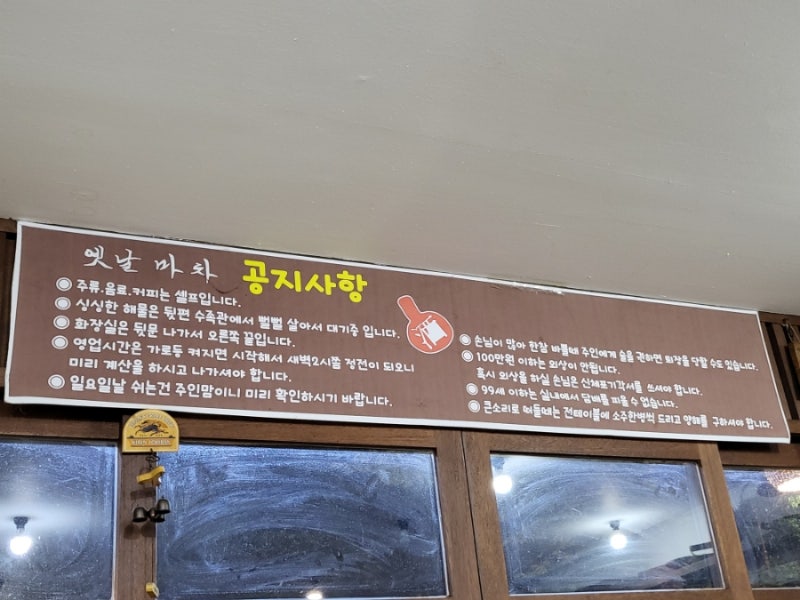 옛날 마차 공지사항
◉ 주류.음료.커피는 셀프입니다.
◉ 싱싱한 해물은 뒷편 수족관에서 뻘뻘 살아서 대기중 입니다.
◉ 화장실은 뒷문 나가서 오른쪽 끝입니다.
◉ 영업시간은 가로등 켜지면 시작해서 새벽2시쯤 정전이 되오니
미리 계산을 하시고 나가셔야 합니다.
◉ 일요일날 쉬는건 주인맘이니 미리 확인하시기 바랍니다.
◉ 손님이 많아 한참 바쁠때 주인에게 술을 권하면 퇴장을 당할 수도 있습니다.
◉ 100만원 이하는 외상이 안됩니다.
혹시 외상을 하실 손님은 신체포기각서를 쓰셔야 합니다.
◉ 99세 이하는 실내에서 담배를 피울 수 없습니다.
◉ 큰소리로 떠들때는 전테이블에 소주한병씩 드리고 양해를 구하셔야 합니다.